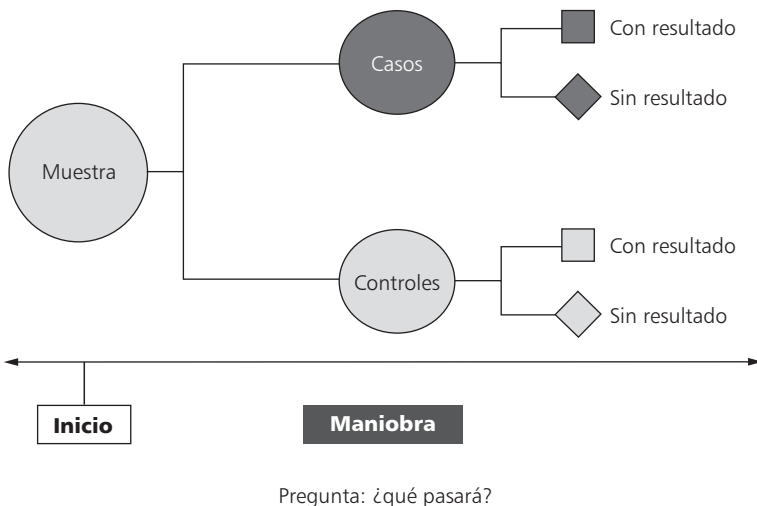 Con resultado
Casos
Sin resultado
Muestra
Con resultado
Controles
Sin resultado
Inicio
Maniobra
Pregunta: ¿qué pasará?